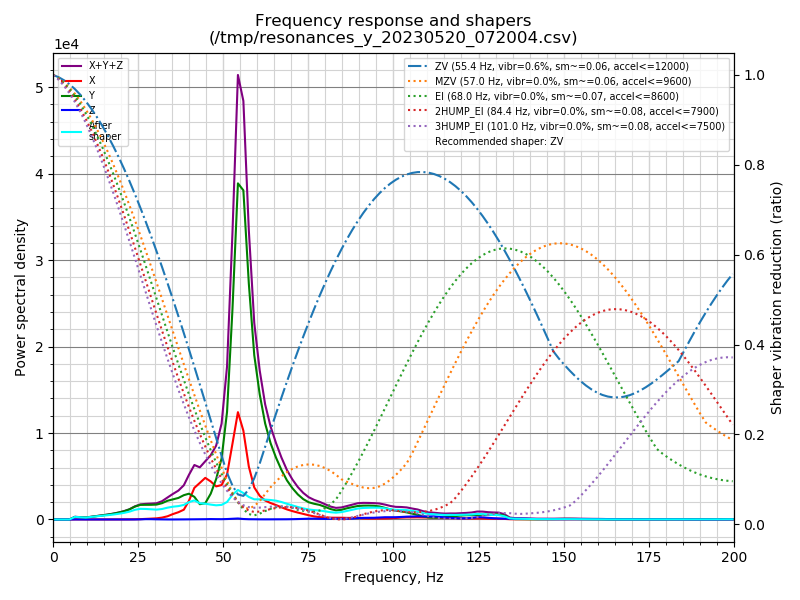 Frequency response and shapers
(/tmp/resonances_y_20230520_072004.csv)
1e4
X+Y+Z
X
Y
Z
After
shaper
ZV (55.4 Hz, vibr=0.6%, sm~=0.06, accel<=12000)
MZV (57.0 Hz, vibr=0.0%, sm~=0.06, accel<=9600)
EI (68.0 Hz, vibr=0.0%, sm~=0.07, accel<=8600)
2HUMP_EI (84.4 Hz, vibr=0.0%, sm~=0.08, accel<=7900)
3HUMP_EI (101.0 Hz, vibr=0.0%, sm~=0.08, accel<=7500)
Recommended shaper: ZV
Power spectral density
5
4
3
2
1
0
1.0
0.8
0.6
0.4
0.2
0.0
Shaper vibration reduction (ratio)
0 25 50 75 100 125 150 175 200
Frequency, Hz